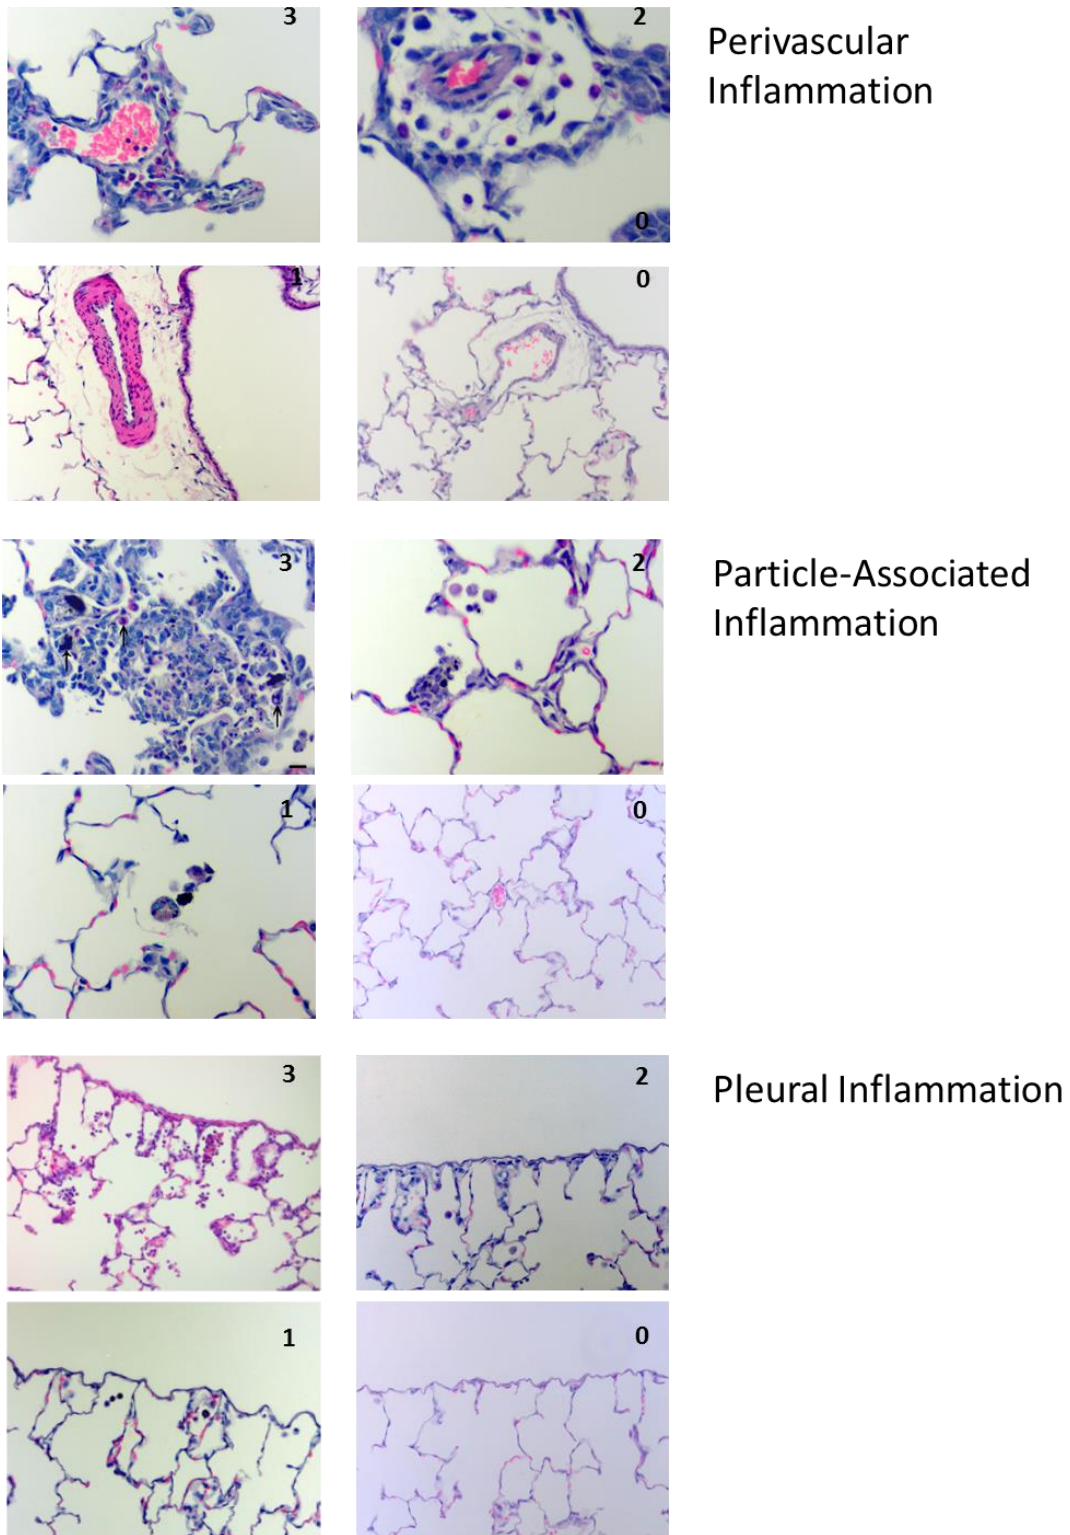 3
2
Perivascular
Inflammation
0
1
0
3
2
Particle-Associated
Inflammation
1
0
3
2
Pleural Inflammation
1
0